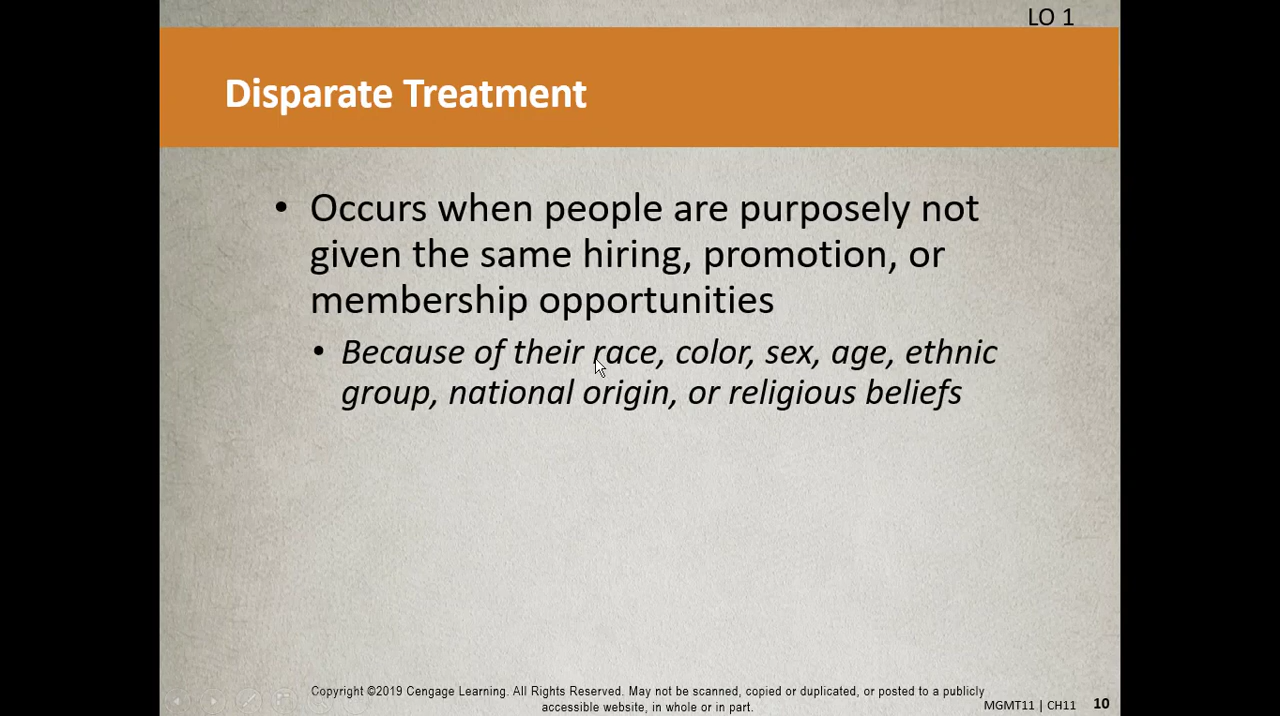 LO 1
Disparate Treatment
• Occurs when people are purposely not
given the same hiring, promotion, or
membership opportunities
• Because of their race, color, sex, age, ethnic
group, national origin, or religious beliefs
Copyright ©2019 Cengage Learning. All Rights Reserved. May not be scanned, copied or duplicated, or posted to a publicly
accessible website, in whole or in part.
MGMT11 | CH11 10